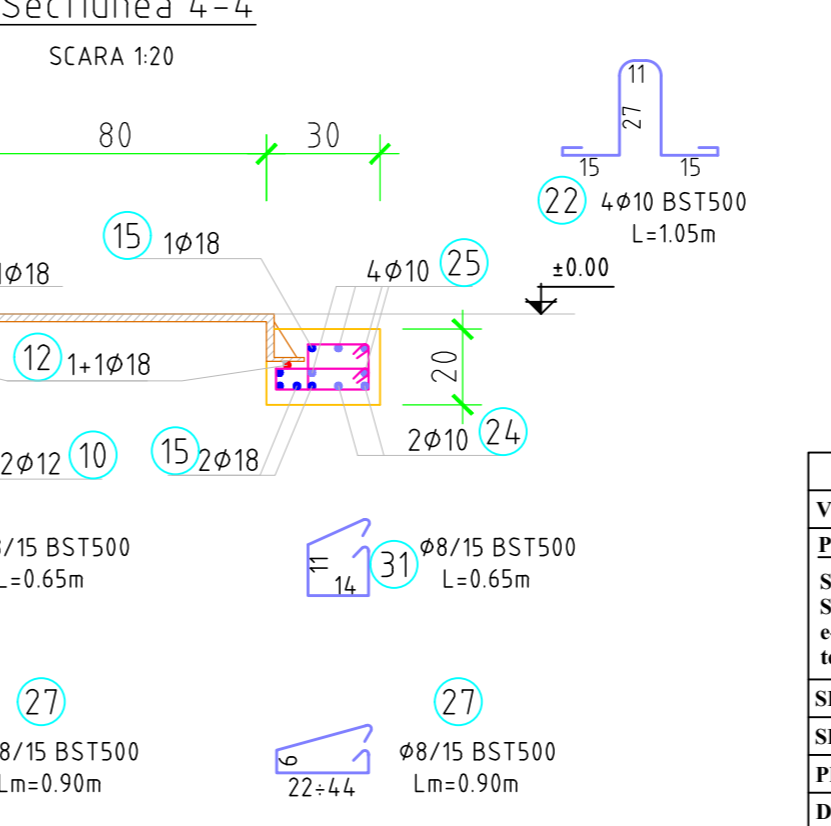 Sectiunea 4-4
SCARA 1:20
80
30
11
27
15
15
22 4Φ10 BST500
L=1.05m
15 1Φ18
4Φ10 25
±0.00
1Φ18
12 1+1Φ18
20
2Φ10 24
2Φ12 10
15 2Φ18
/15 BST500
L=0.65m
11
14
31 Φ8/15 BST500
L=0.65m
27
27
8/15 BST500
Lm=0.90m
6
22÷44
Φ8/15 BST500
Lm=0.90m
V
P
S
S
e
te
D